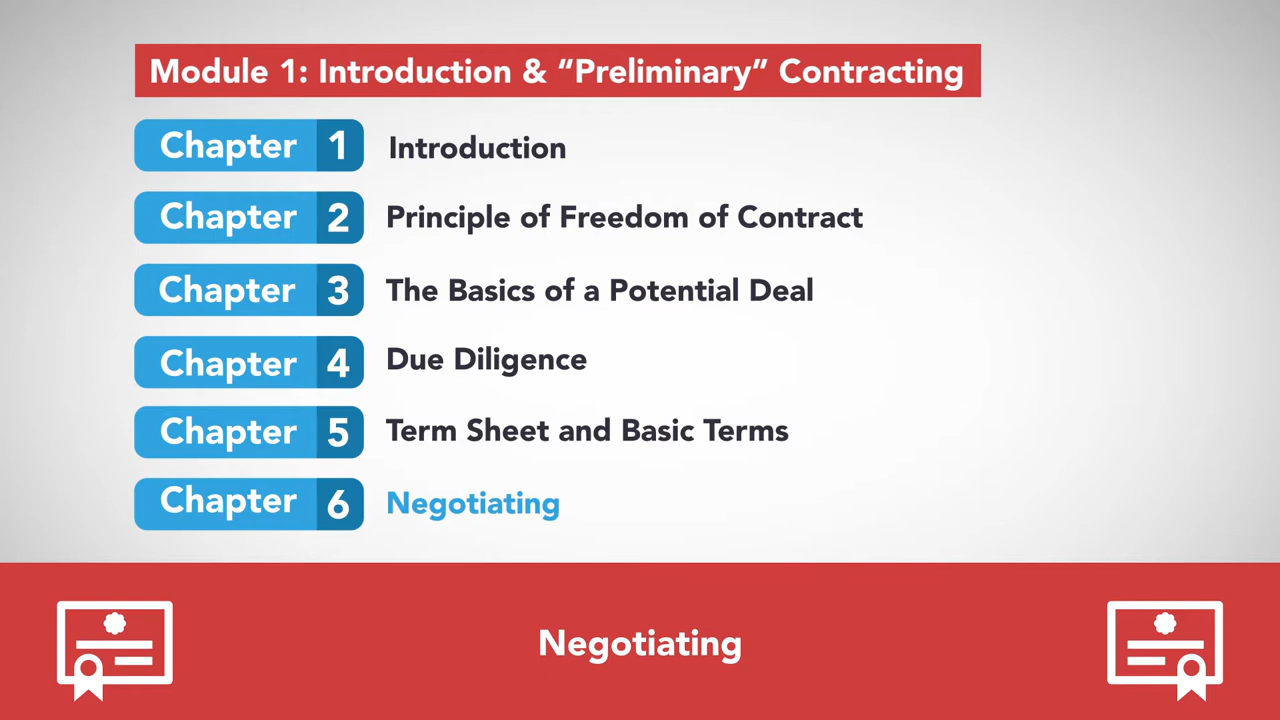 Module 1: Introduction & “Preliminary” Contracting
Chapter 1 Introduction
Chapter 2 Principle of Freedom of Contract
Chapter 3 The Basics of a Potential Deal
Chapter 4 Due Diligence
Chapter 5 Term Sheet and Basic Terms
Chapter 6 Negotiating
Negotiating